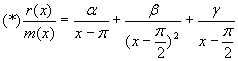 (*) r(x)/m(x) = α/(x − π) + β/(x − π/2)² + γ/(x − π/2)